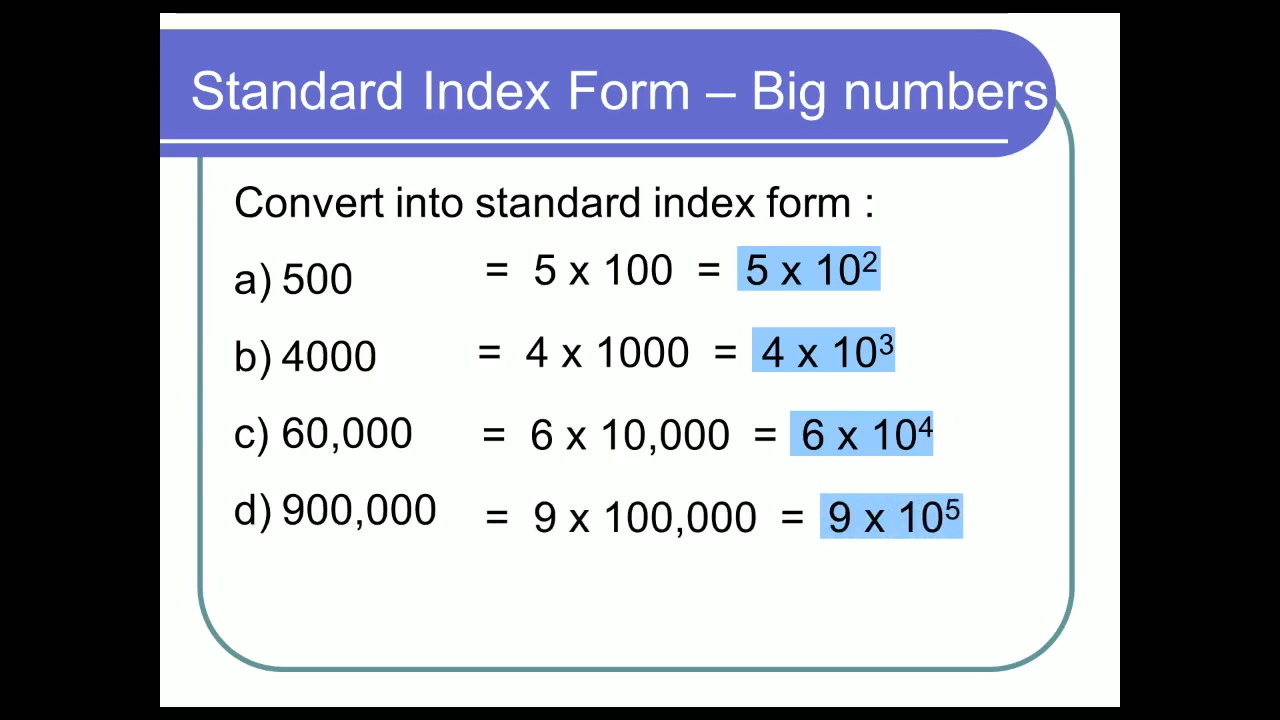 Standard Index Form – Big numbers
Convert into standard index form :
a) 500 = 5 x 100 = 5 x 10²
b) 4000 = 4 x 1000 = 4 x 10³
c) 60,000 = 6 x 10,000 = 6 x 10⁴
d) 900,000 = 9 x 100,000 = 9 x 10⁵